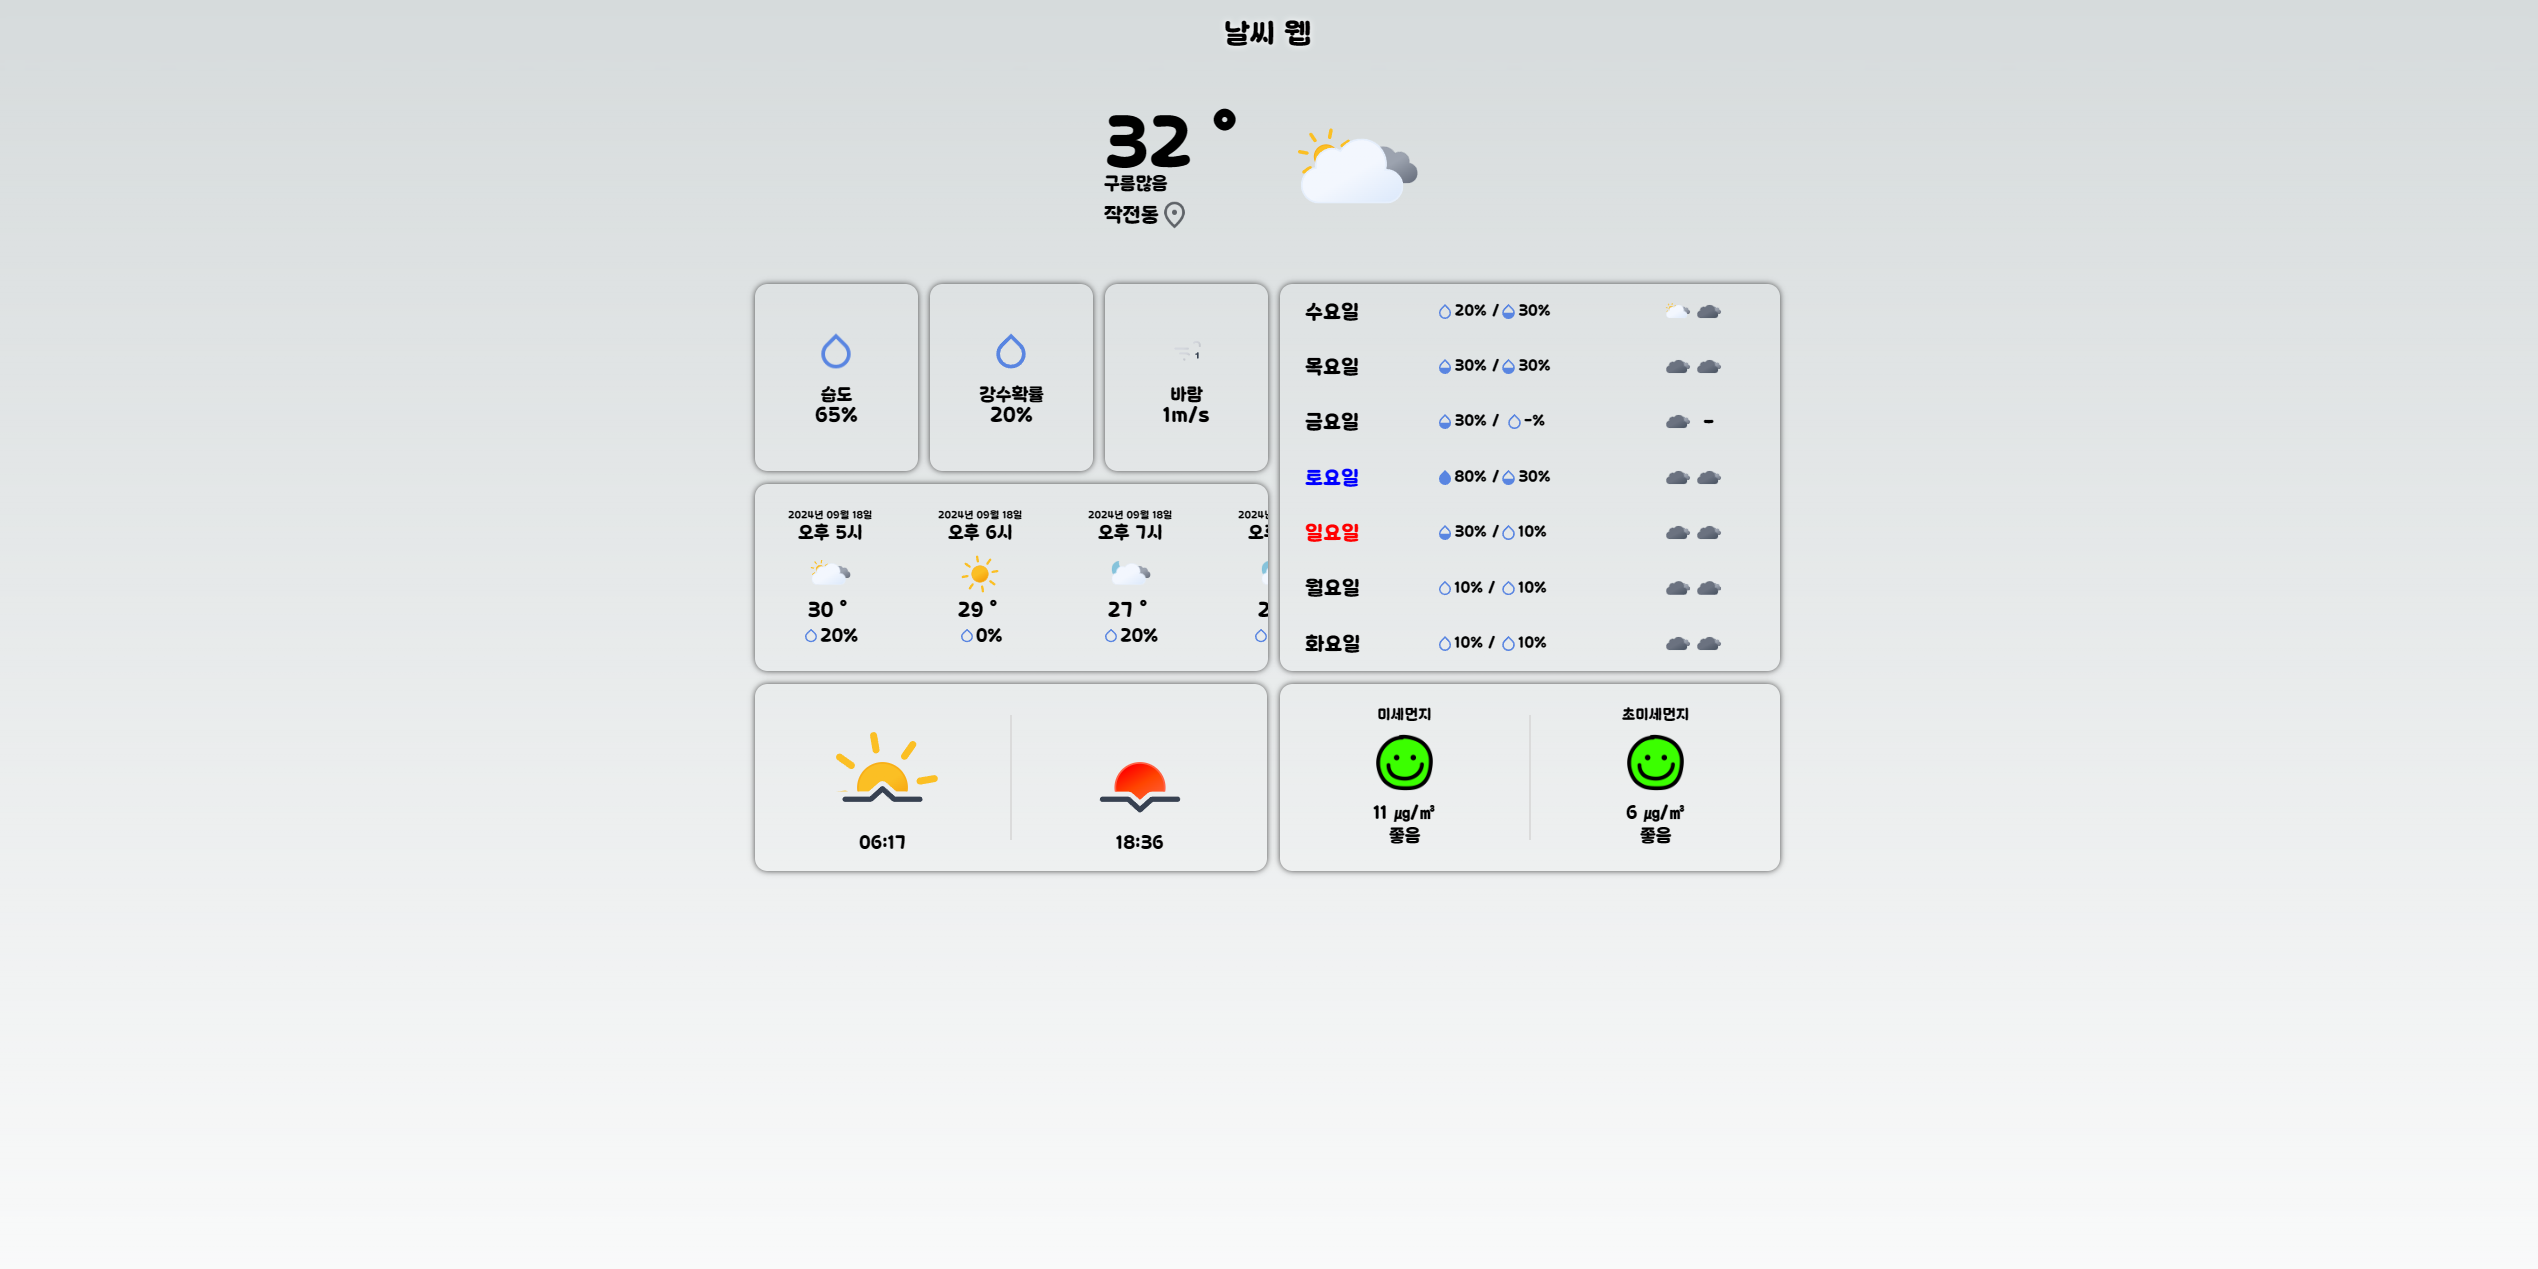 날씨 웹
32 °
구름많음
작전동
습도
65%
강수확률
20%
1
바람
1m/s
수요일 20% / 30%
목요일 30% / 30%
금요일 30% / -% -
토요일 80% / 30%
일요일 30% / 10%
월요일 10% / 10%
화요일 10% / 10%
2024년 09월 18일
오후 5시
30 °
20%
2024년 09월 18일
오후 6시
29 °
0%
2024년 09월 18일
오후 7시
27 °
20%
2024
오
2
06:17
18:36
미세먼지
11 ㎍/㎥
좋음
초미세먼지
6 ㎍/㎥
좋음